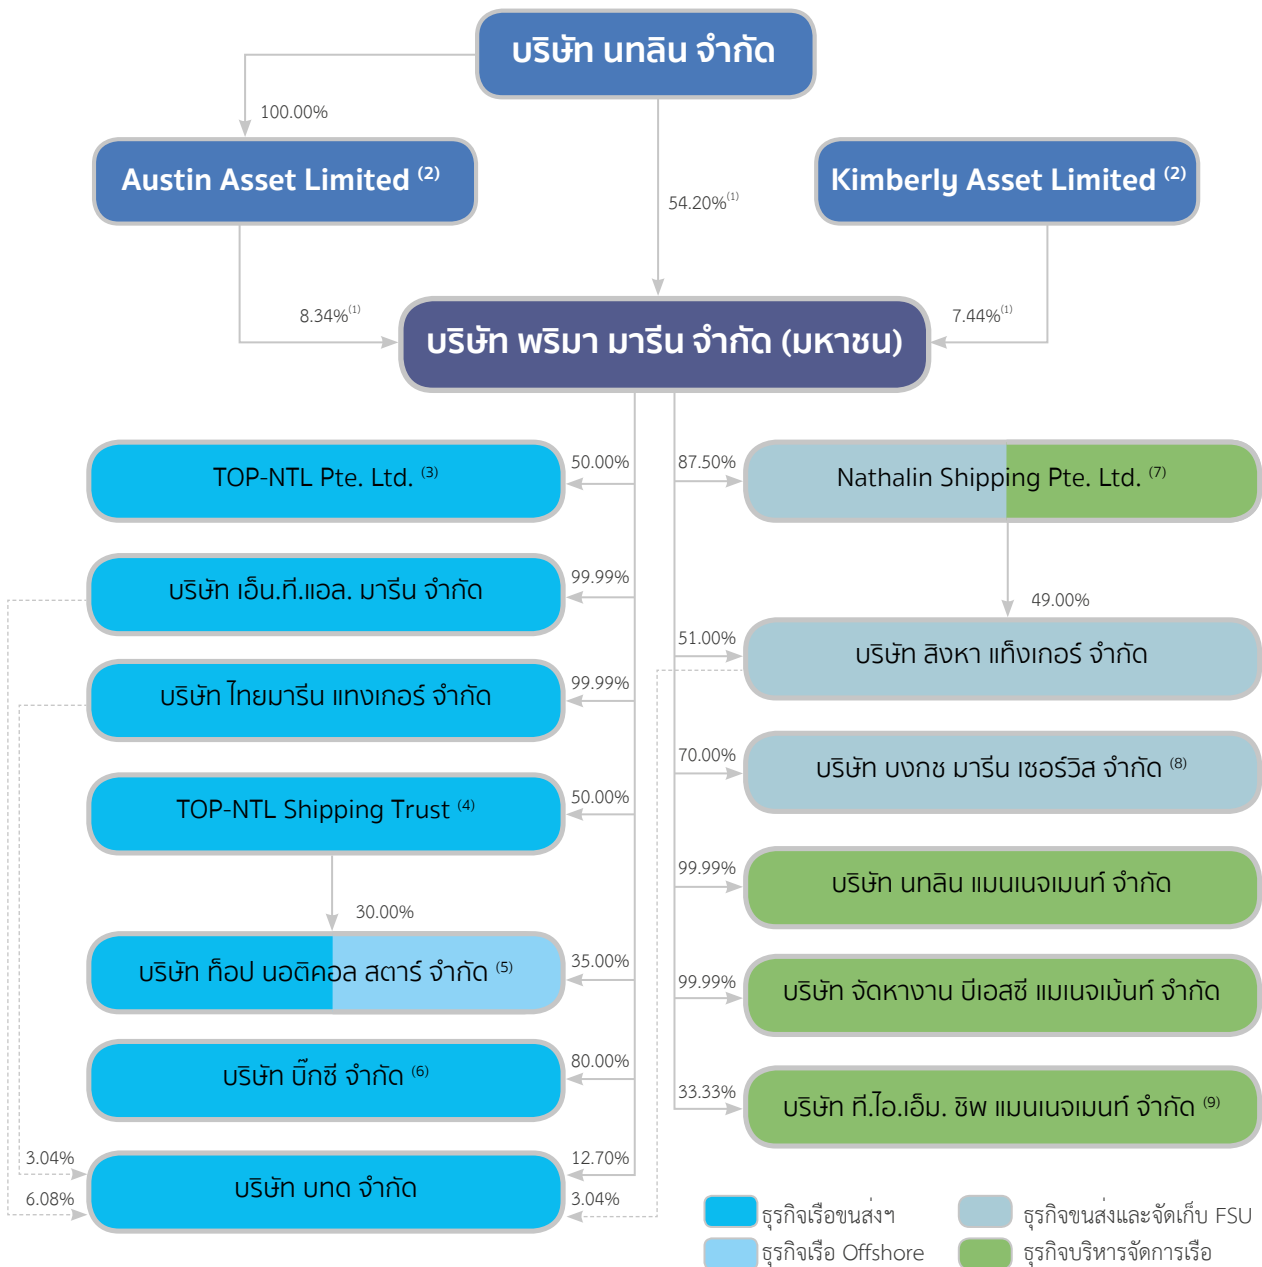 บริษัท นทลิน จำกัด
100.00%
Austin Asset Limited (2)
Kimberly Asset Limited (2)
54.20%(1)
8.34%(1)
7.44%(1)
บริษัท พริมา มารีน จำกัด (มหาชน)
TOP-NTL Pte. Ltd. (3)
50.00%
87.50%
Nathalin Shipping Pte. Ltd. (7)
บริษัท เอ็น.ที.แอล. มารีน จำกัด
99.99%
49.00%
51.00%
บริษัท สิงหา แท็งเกอร์ จำกัด
บริษัท ไทยมารีน แทงเกอร์ จำกัด
99.99%
70.00%
บริษัท บงกช มารีน เซอร์วิส จำกัด (8)
TOP-NTL Shipping Trust (4)
50.00%
99.99%
บริษัท นทลิน แมนเนจเมนท์ จำกัด
30.00%
บริษัท ท็อป นอติคอล สตาร์ จำกัด (5)
35.00%
99.99%
บริษัท จัดหางาน บีเอสซี แมเนจเม้นท์ จำกัด
บริษัท บิ๊กซี จำกัด (6)
80.00%
33.33%
บริษัท ที.ไอ.เอ็ม. ชิพ แมนเนจเมนท์ จำกัด (9)
3.04%
6.08%
บริษัท บทด จำกัด
12.70%
3.04%
ธุรกิจเรือขนส่งฯ
ธุรกิจขนส่งและจัดเก็บ FSU
ธุรกิจเรือ Offshore
ธุรกิจบริหารจัดการเรือ